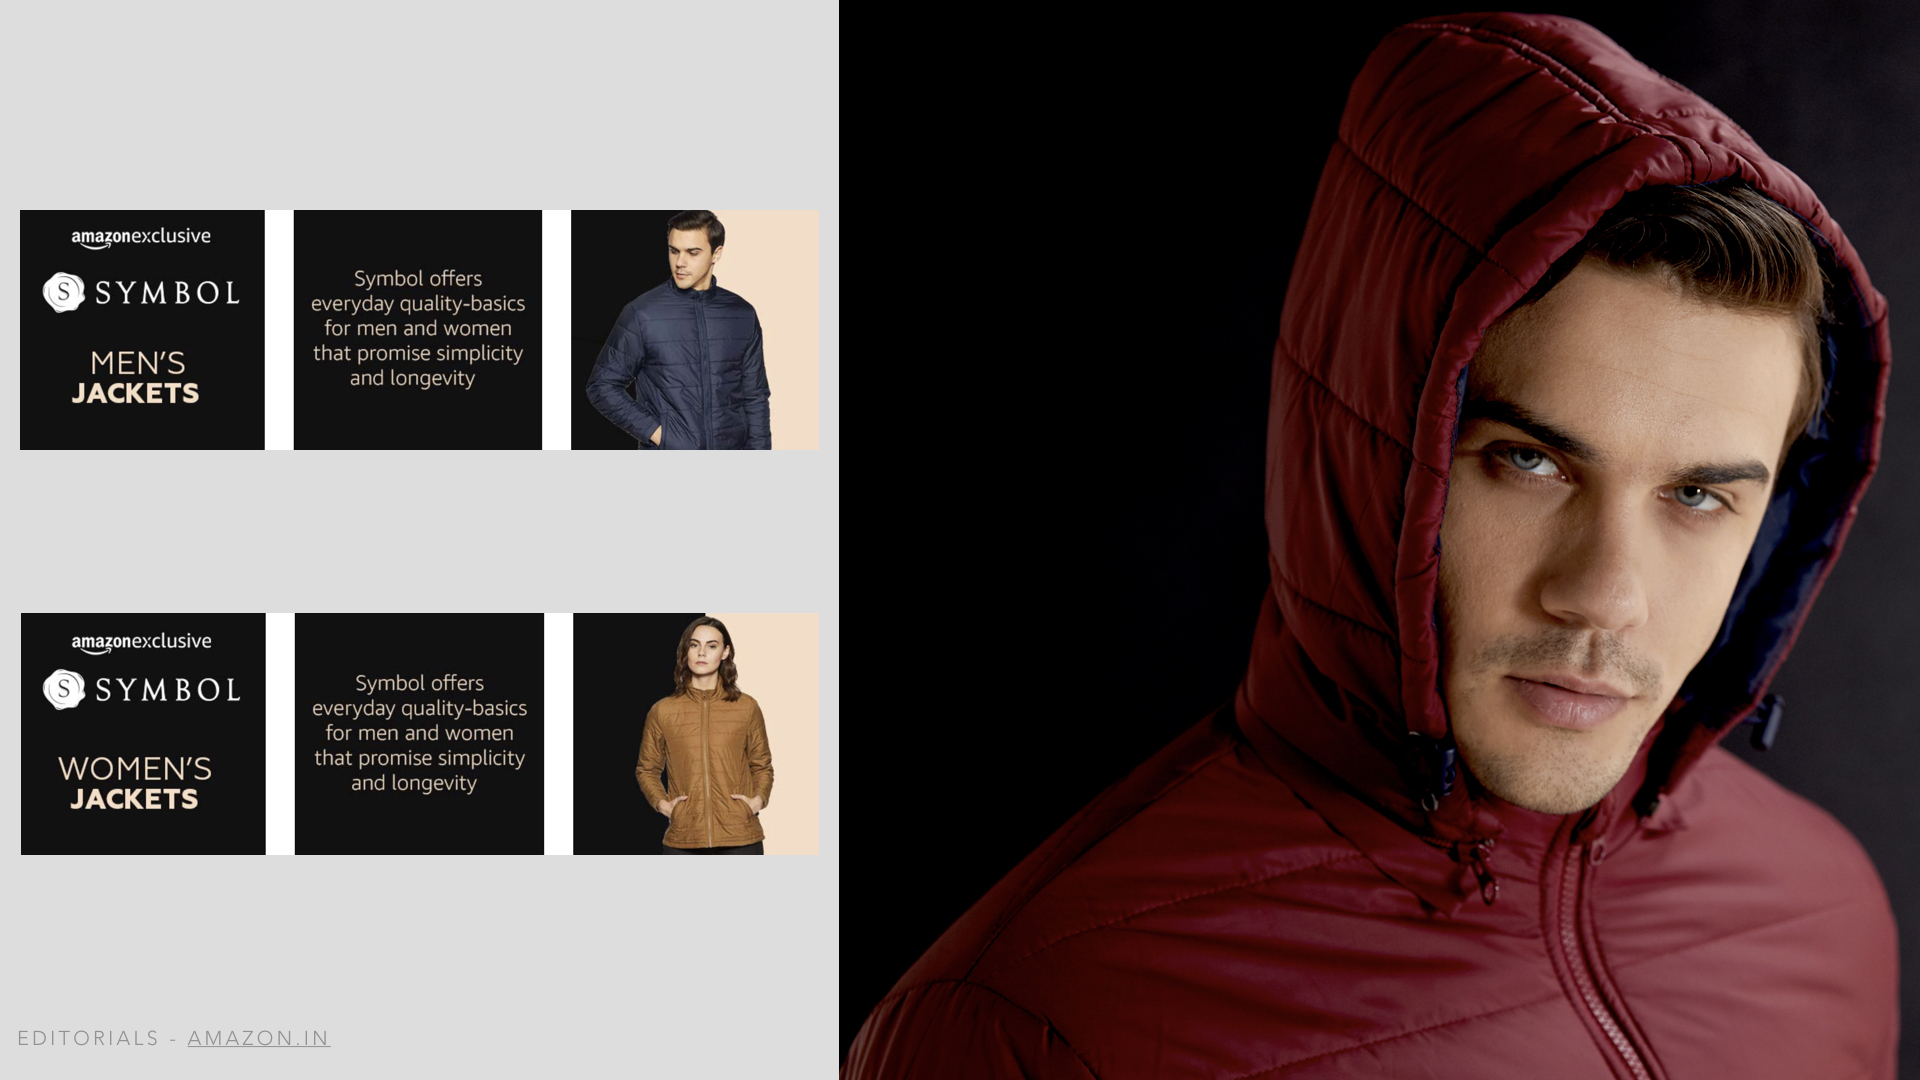 amazonexclusive
S SYMBOL
MEN'S
JACKETS
Symbol offers
everyday quality-basics
for men and women
that promise simplicity
and longevity
amazonexclusive
S SYMBOL
WOMEN'S
JACKETS
Symbol offers
everyday quality-basics
for men and women
that promise simplicity
and longevity
EDITORIALS - AMAZON.IN